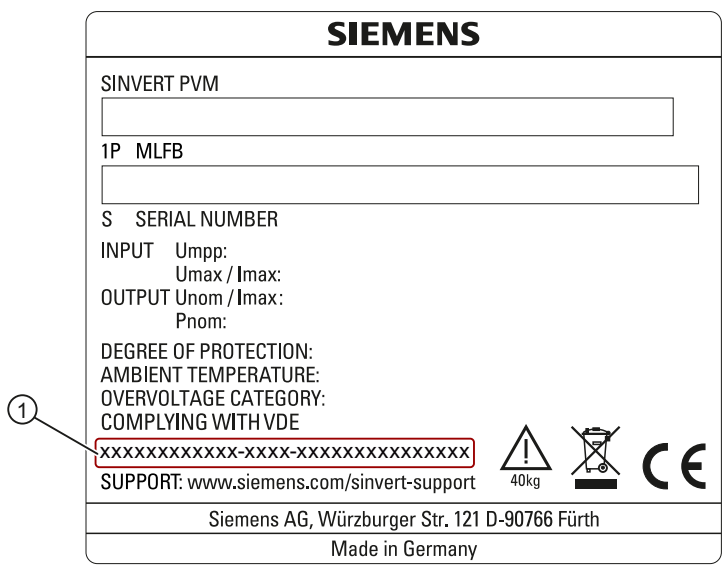 SIEMENS
SINVERT PVM
1P MLFB
S SERIAL NUMBER
INPUT Umpp:
Umax / Imax:
OUTPUT Unom / Imax:
Pnom:
DEGREE OF PROTECTION:
AMBIENT TEMPERATURE:
OVERVOLTAGE CATEGORY:
COMPLYING WITH VDE
1
xxxxxxxxxxxx-xxxx-xxxxxxxxxxxxxxx
40kg
CE
SUPPORT: www.siemens.com/sinvert-support
Siemens AG, Würzburger Str. 121 D-90766 Fürth
Made in Germany